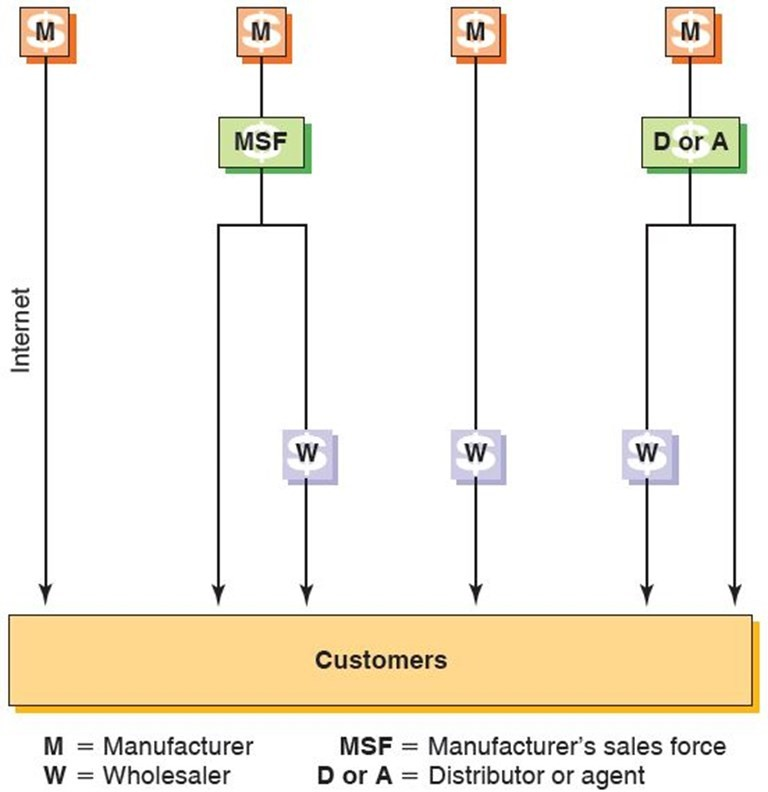 M M M M
MSF D or A
Internet
W W W
Customers
M = Manufacturer MSF = Manufacturer's sales force
W = Wholesaler D or A = Distributor or agent